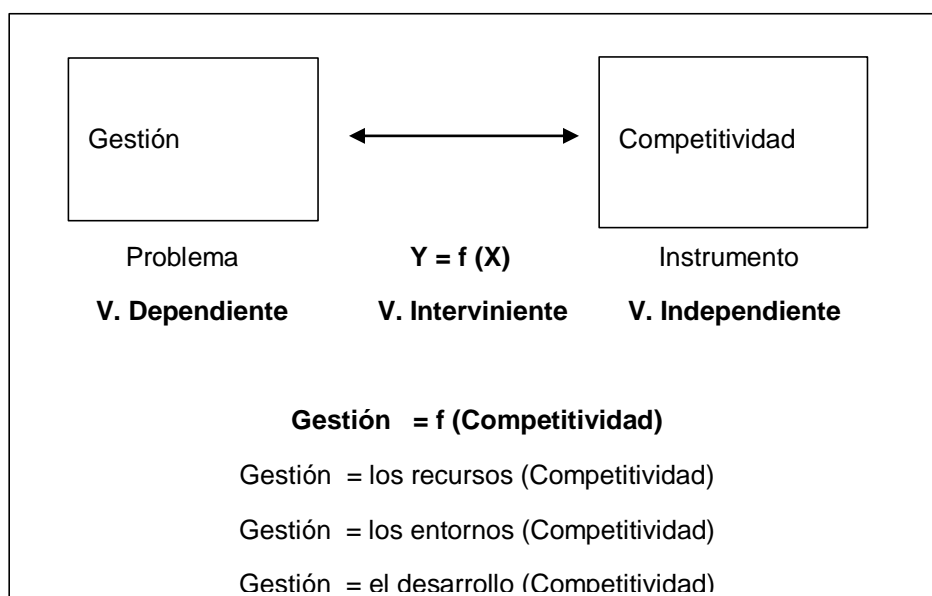 Gestión Competitividad
Problema Y = f (X) Instrumento
V. Dependiente V. Interviniente V. Independiente
Gestión = f (Competitividad)
Gestión = los recursos (Competitividad)
Gestión = los entornos (Competitividad)
Gestión = el desarrollo (Competitividad)